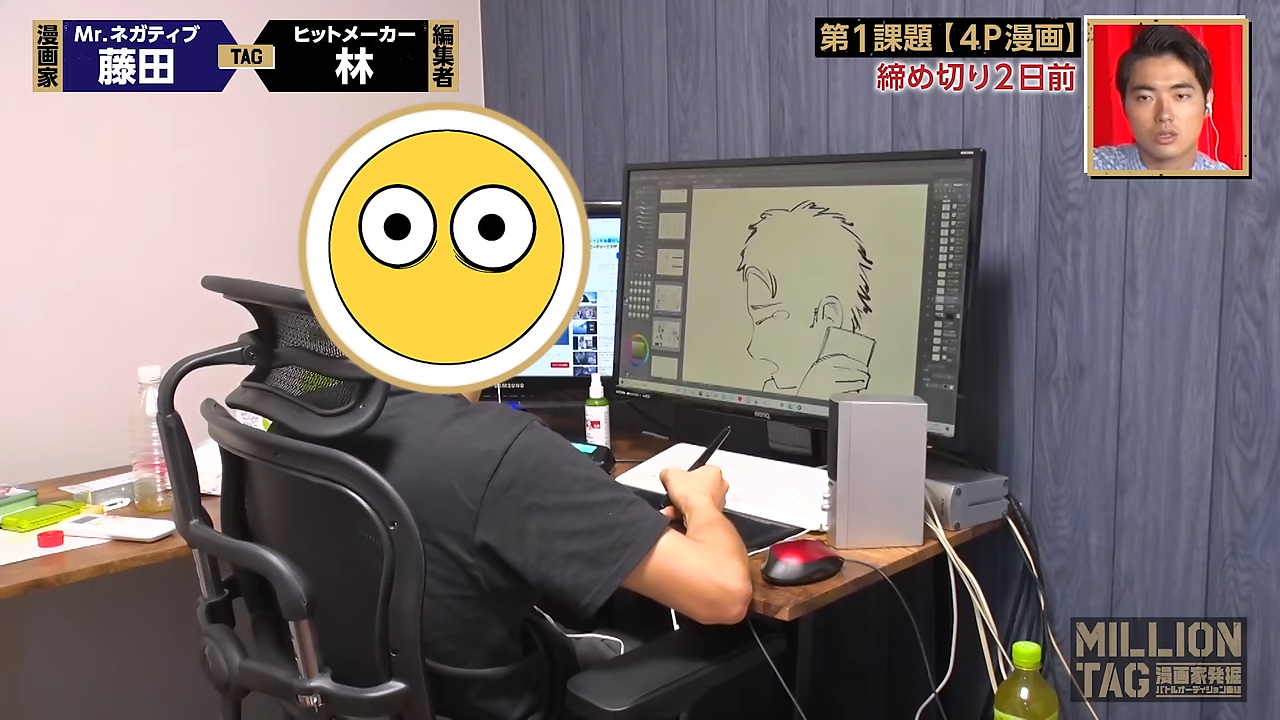 漫画家
Mr.ネガティブ
藤田
TAG
ヒットメーカー
林
編集者
第1課題【4P漫画】
締め切り2日前
SAMSUNG
BenQ
MILLION
TAG
漫画家発掘
バトルオーディション番組